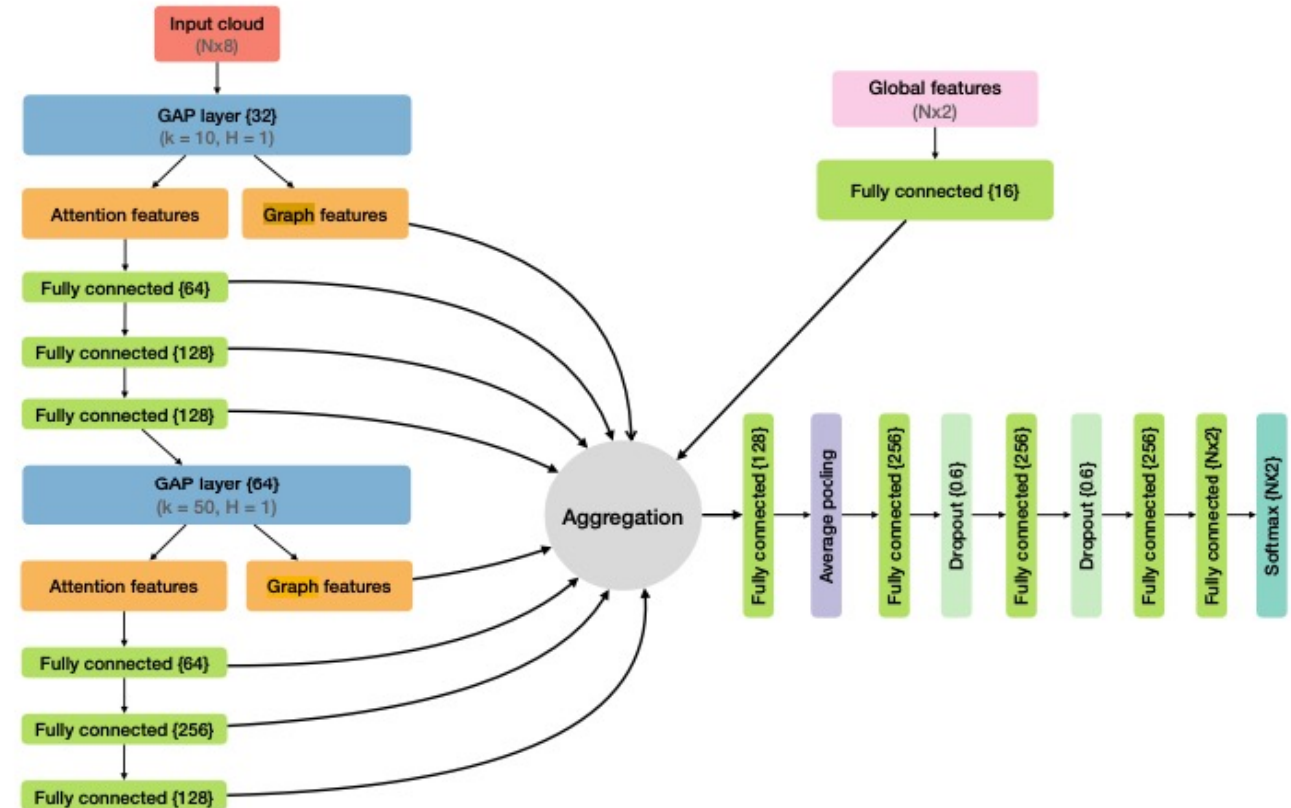 Input cloud
(Nx8)
GAP layer {32}
(k = 10, H = 1)
Attention features
Graph features
Fully connected {64}
Fully connected {128}
Fully connected {128}
GAP layer {64}
(k = 50, H = 1)
Attention features
Graph features
Fully connected {64}
Fully connected {256}
Fully connected {128}
Global features
(Nx2)
Fully connected {16}
Aggregation
Fully connected {128}
Average pooling
Fully connected {256}
Dropout {0.6}
Fully connected {256}
Dropout {0.6}
Fully connected {256}
Fully connected {Nx2}
Softmax {NX2}